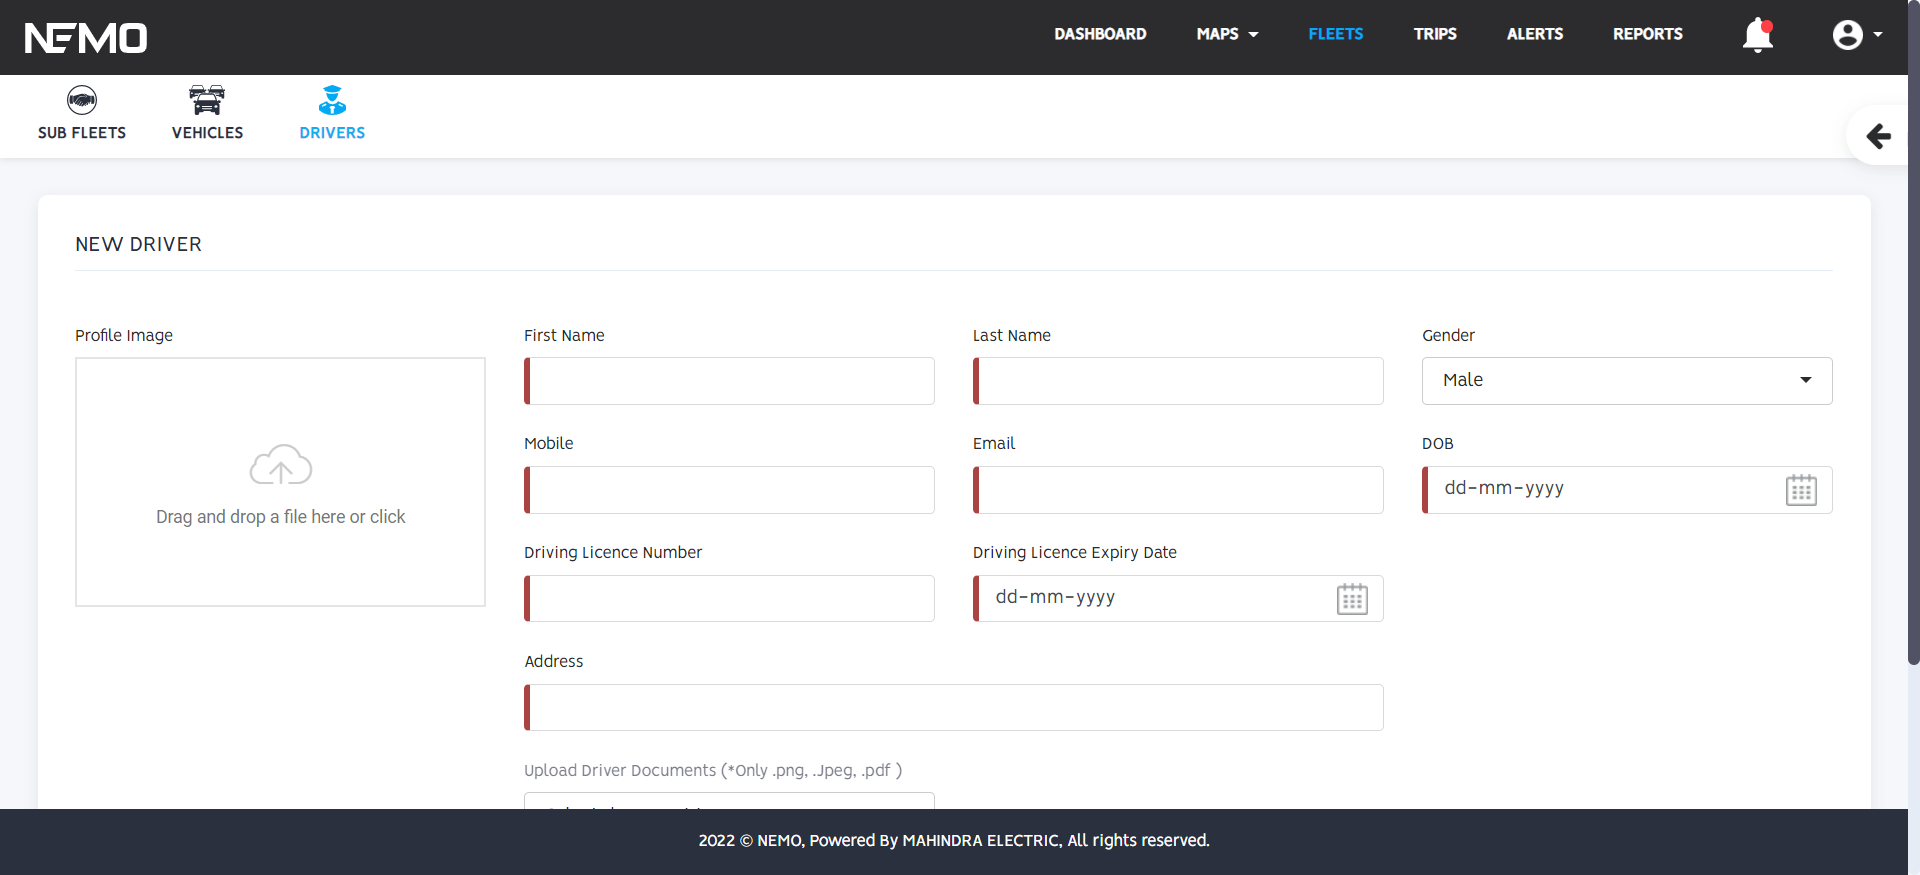 NEMO
DASHBOARD MAPS FLEETS TRIPS ALERTS REPORTS
SUB FLEETS VEHICLES DRIVERS
NEW DRIVER
Profile Image First Name Last Name Gender
Male
Mobile Email DOB
dd-mm-yyyy
Drag and drop a file here or click
Driving Licence Number Driving Licence Expiry Date
dd-mm-yyyy
Address
Upload Driver Documents (*Only .png, .Jpeg, .pdf )
2022 © NEMO, Powered By MAHINDRA ELECTRIC, All rights reserved.